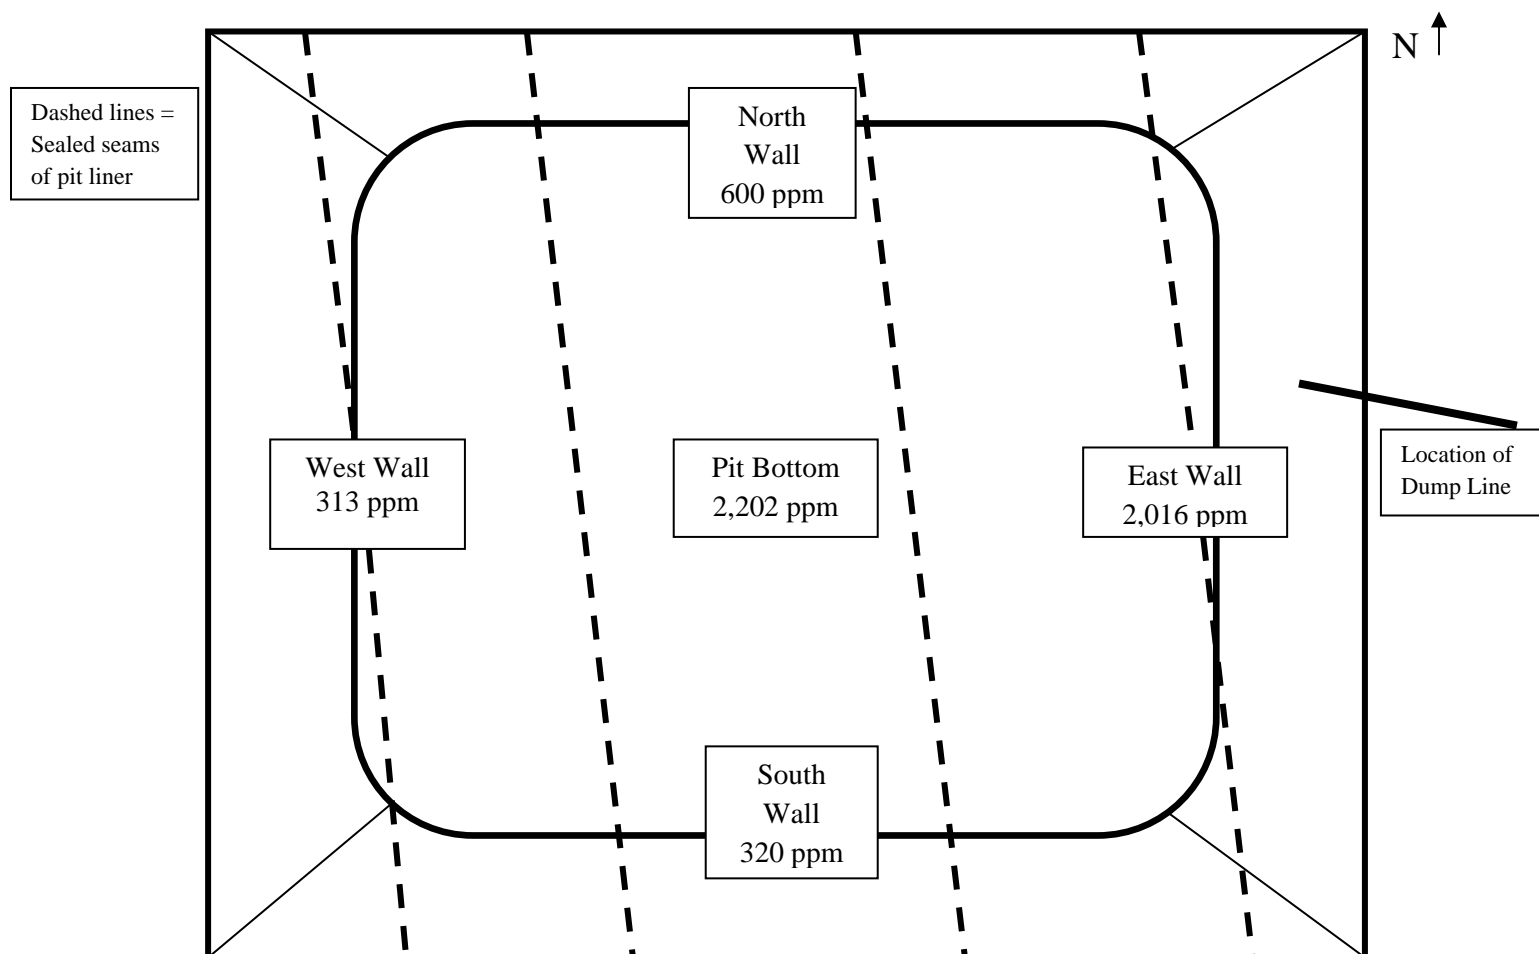 N
Dashed lines =
Sealed seams
of pit liner
North
Wall
600 ppm
West Wall
313 ppm
Pit Bottom
2,202 ppm
East Wall
2,016 ppm
Location of
Dump Line
South
Wall
320 ppm